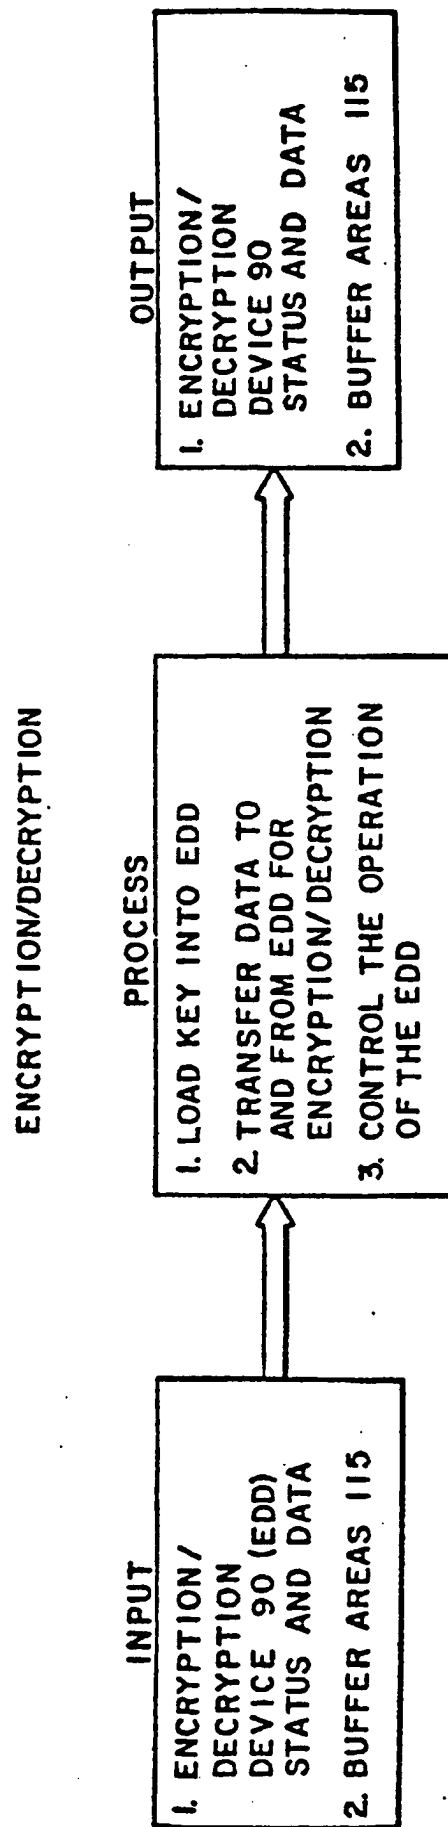 ENCRYPTION/DECRYPTION
INPUT
1. ENCRYPTION/
DECRYPTION
DEVICE 90 (EDD)
STATUS AND DATA
2. BUFFER AREAS 115
PROCESS
1. LOAD KEY INTO EDD
2. TRANSFER DATA TO
AND FROM EDD FOR
ENCRYPTION/DECRYPTION
3. CONTROL THE OPERATION
OF THE EDD
OUTPUT
1. ENCRYPTION/
DECRYPTION
DEVICE 90
STATUS AND DATA
2. BUFFER AREAS 115